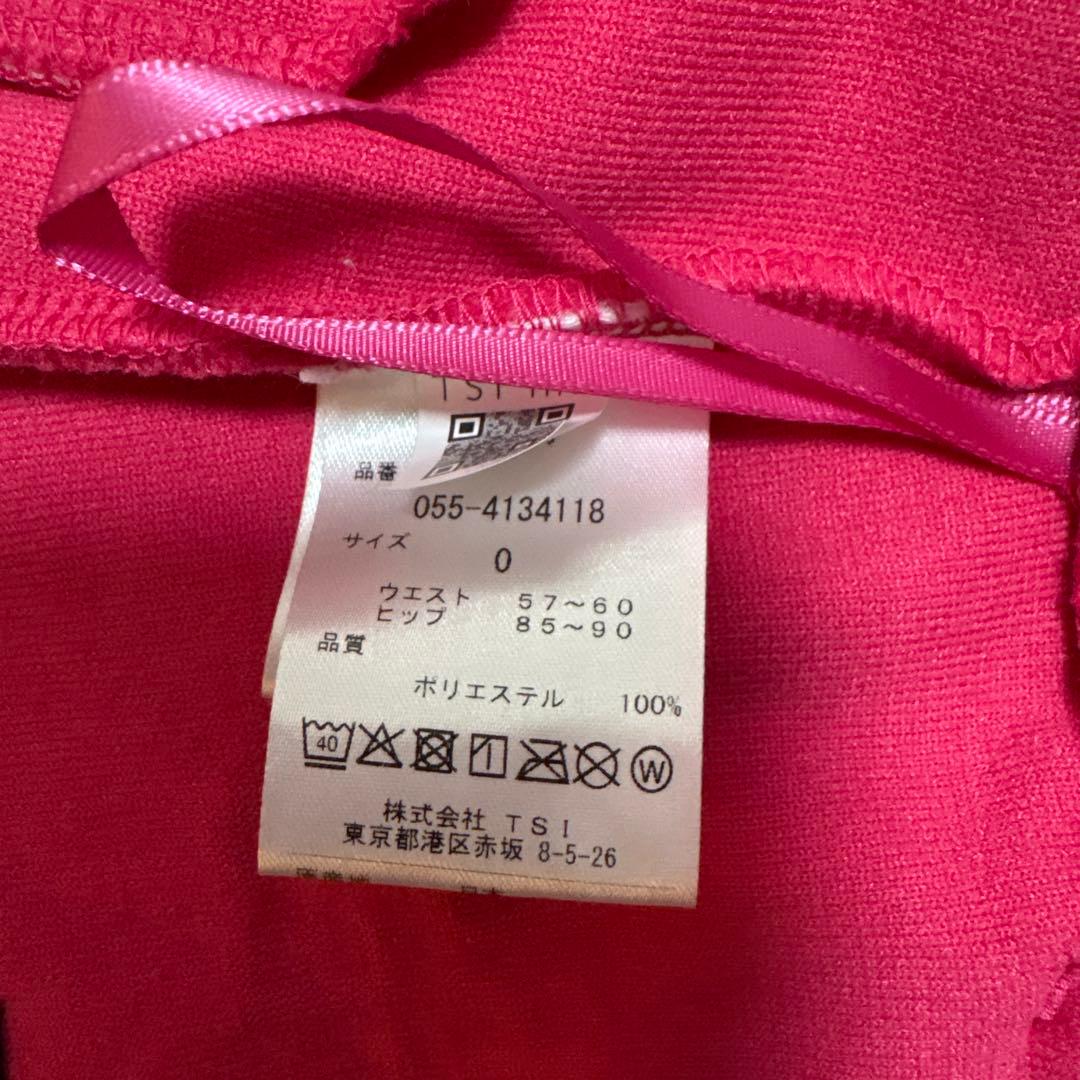 TSI
品番
055-4134118
サイズ
0
ウエスト 57～60
ヒップ 85～90
品質
ポリエステル 100%
40
W
株式会社 TSI
東京都港区赤坂 8-5-26